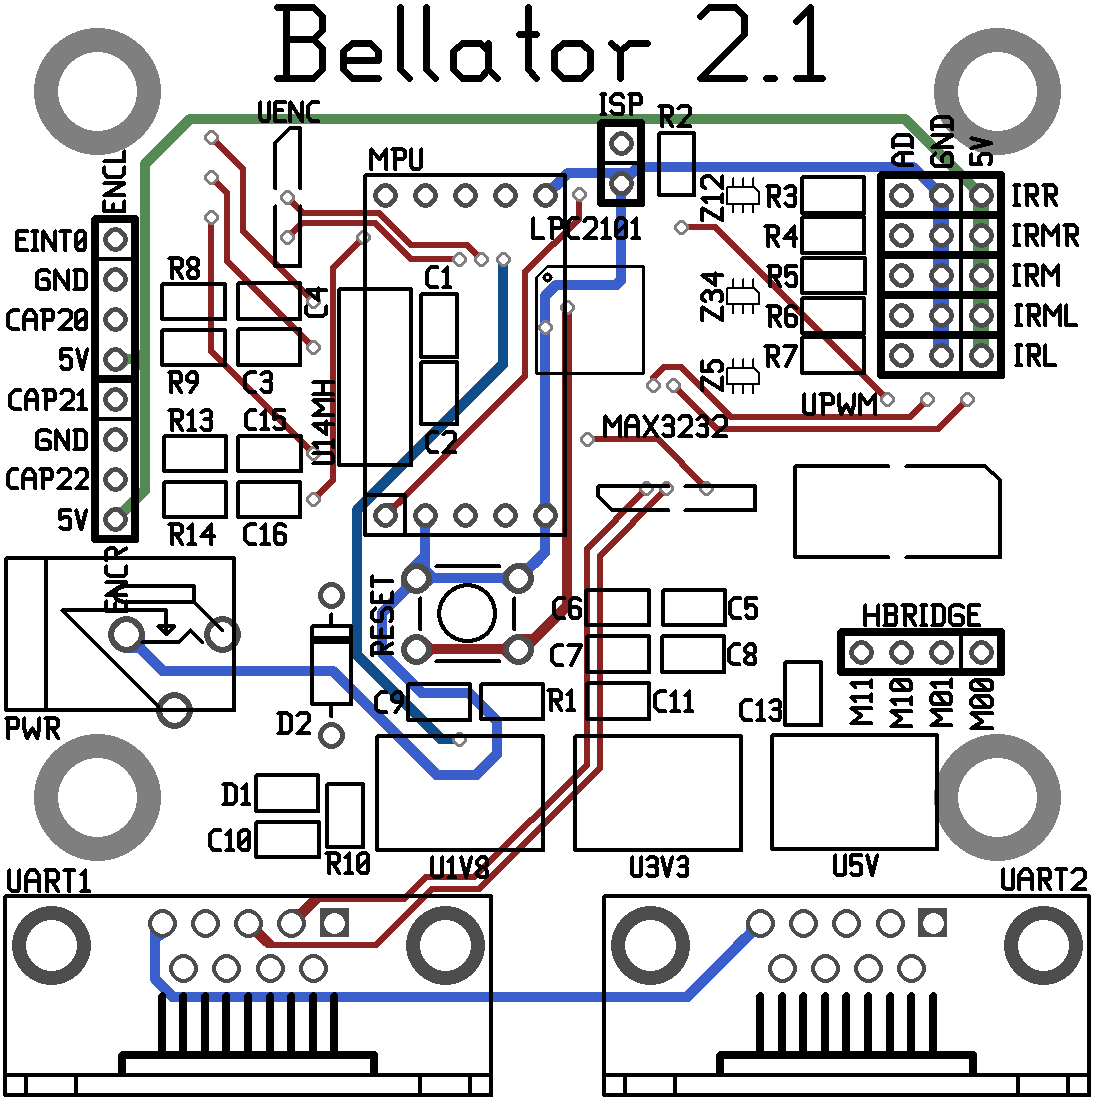 Bellator 2.1
ISP
UENC
R2
MPU
AD
GND
5V
ENCL
Z12
R3
IRR
LPC2101
EINT0
R4
IRMR
GND
R8
C1
C4
Z34
R5
IRM
CAP20
R6
IRML
5V
R9
C3
Z5
R7
IRL
CAP21
R13
C15
U14MH
UPWM
GND
C2
MAX3232
CAP22
5V
R14
C16
ENCR
RESET
C6
C5
HBRIDGE
C7
C8
PWR
D2
C9
R1
C11
C13
M11
M10
M01
M00
D1
C10
R10
U1V8
U3V3
U5V
UART1
UART2